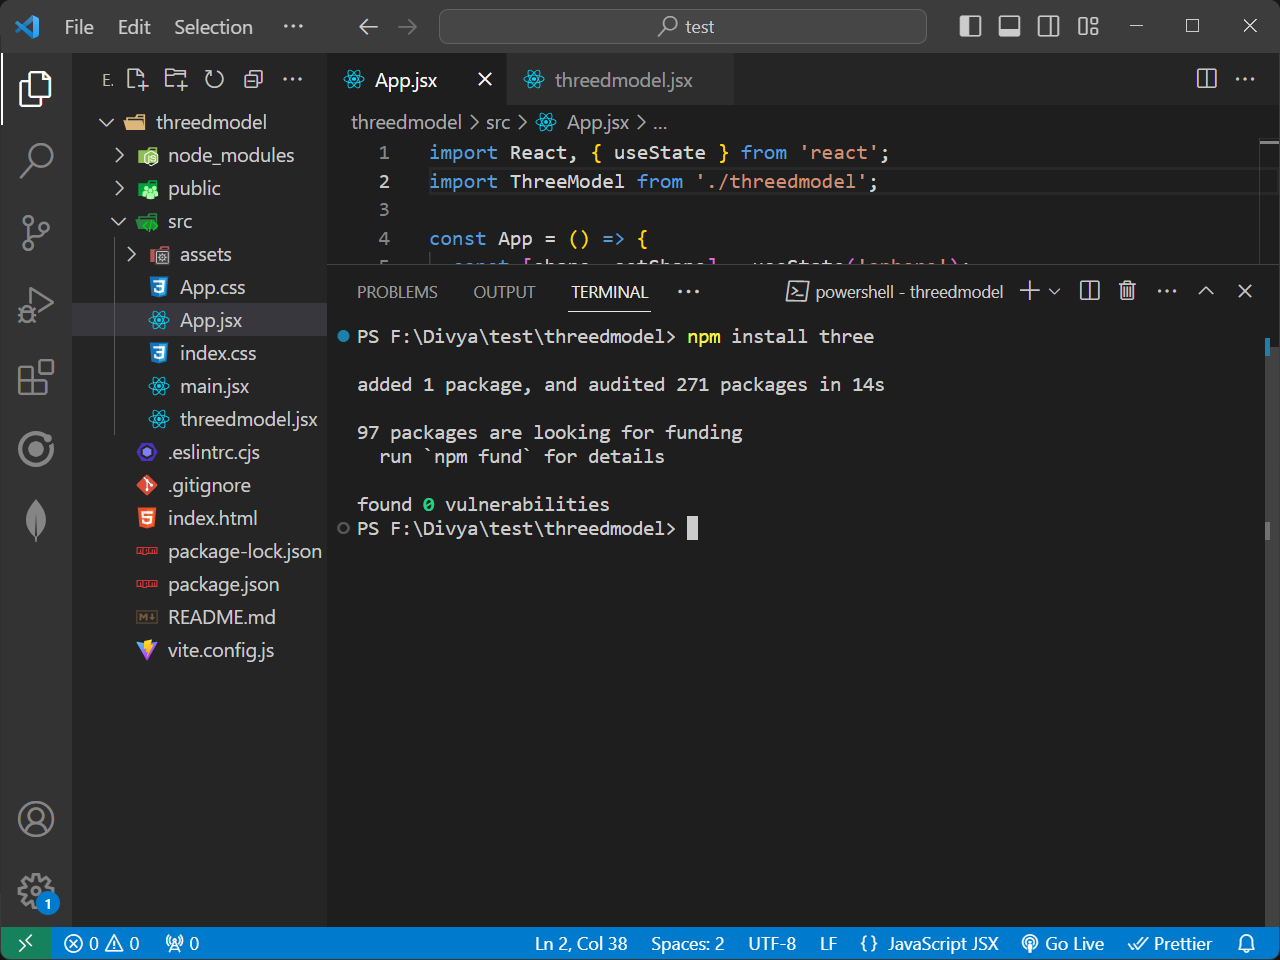 File Edit Selection ···
test
E.
App.jsx
threedmodel.jsx
threedmodel
node_modules
public
src
assets
App.css
App.jsx
index.css
main.jsx
threedmodel.jsx
.eslintrc.cjs
.gitignore
index.html
package-lock.json
package.json
README.md
vite.config.js
threedmodel > src > App.jsx > ...
1 import React, { useState } from 'react';
2 import ThreeModel from './threedmodel';
3
4 const App = () => {
PROBLEMS OUTPUT TERMINAL ··· powershell - threedmodel
PS F:\Divya\test\threedmodel> npm install three
added 1 package, and audited 271 packages in 14s
97 packages are looking for funding
run `npm fund` for details
found 0 vulnerabilities
PS F:\Divya\test\threedmodel>
1
0 0 0 Ln 2, Col 38 Spaces: 2 UTF-8 LF {} JavaScript JSX Go Live Prettier